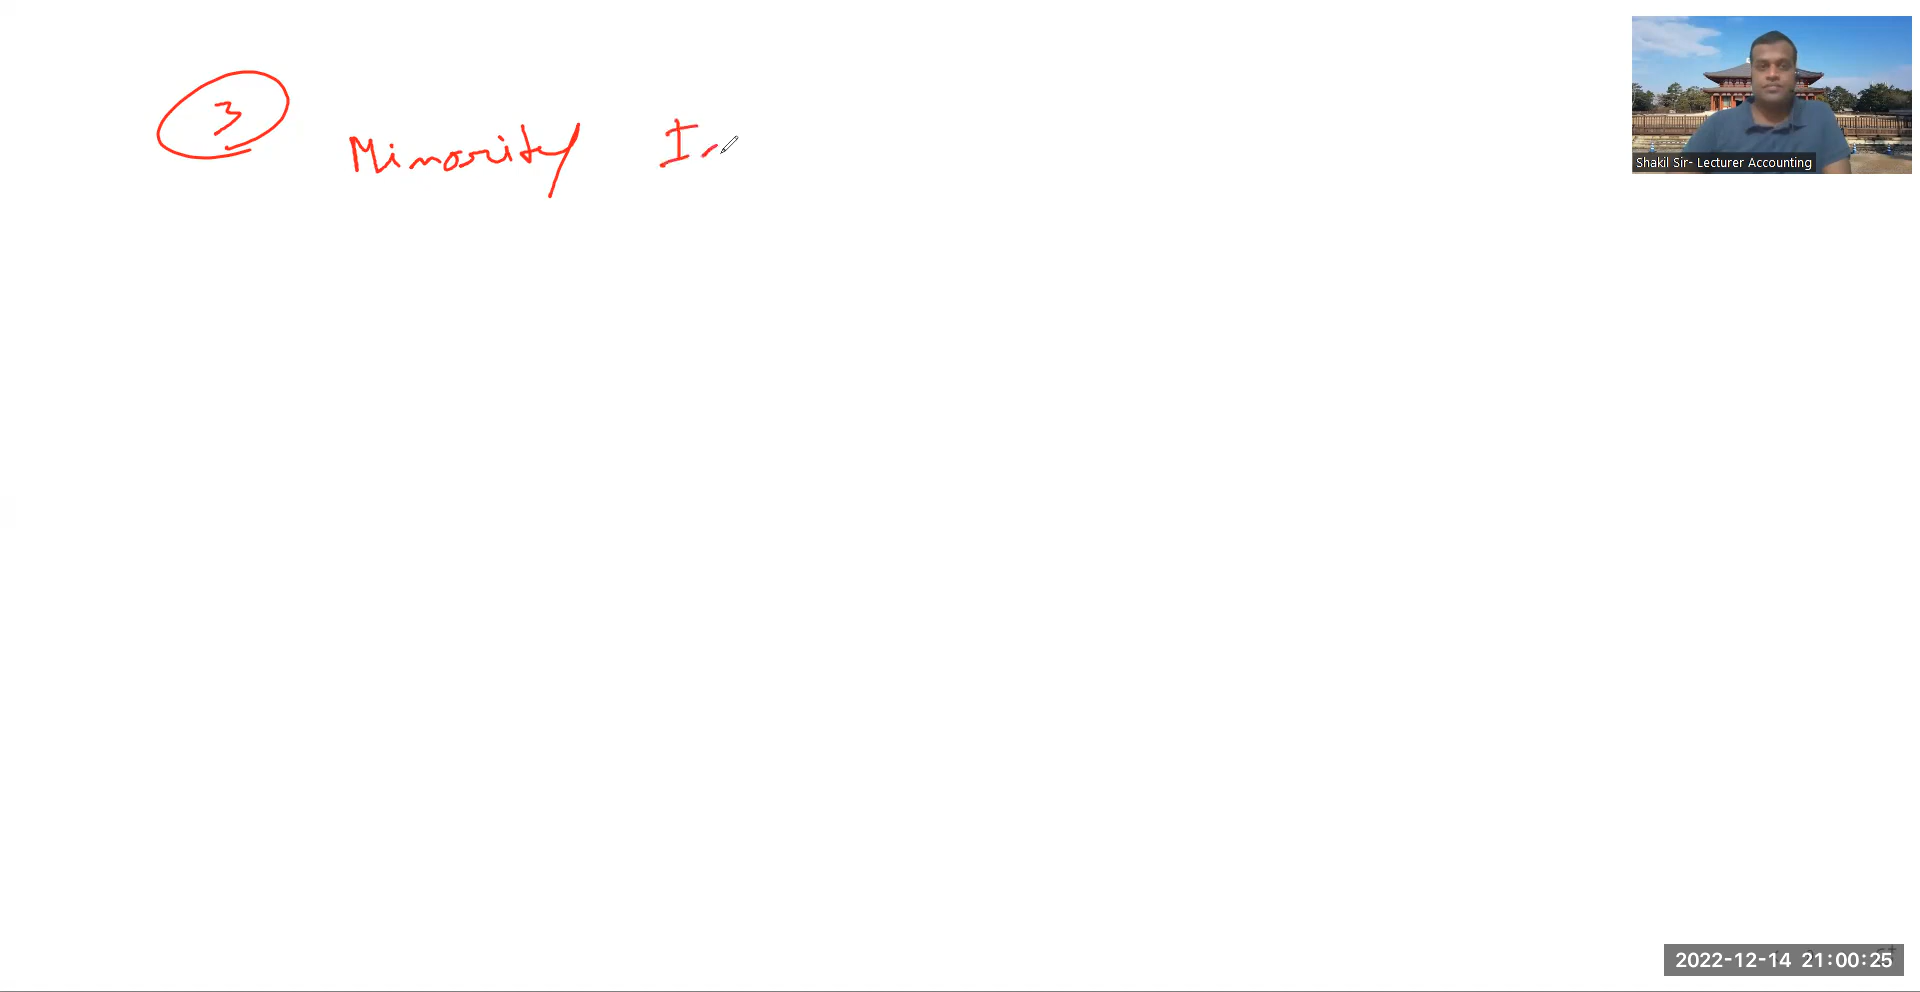 3
Minority I
Shakil Sir- Lecturer Accounting
2022-12-14 21:00:25